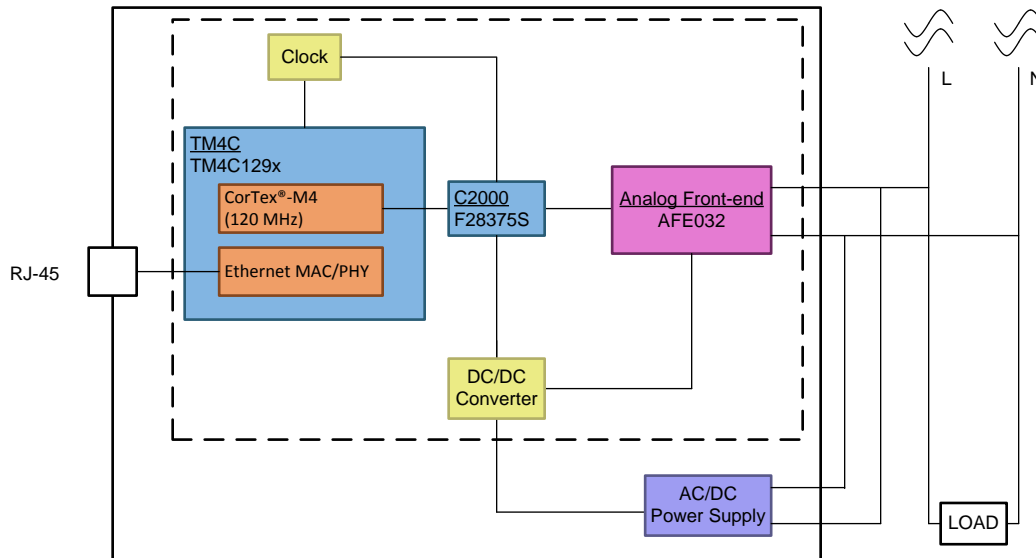 Clock
L
N
TM4C
TM4C129x
CorTex®-M4
(120 MHz)
C2000
F28375S
Analog Front-end
AFE032
RJ-45
Ethernet MAC/PHY
DC/DC
Converter
AC/DC
Power Supply
LOAD